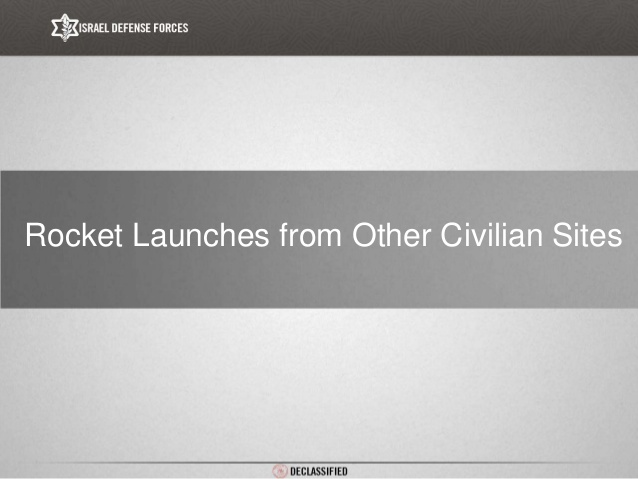 ISRAEL DEFENSE FORCES
Rocket Launches from Other Civilian Sites
DECLASSIFIED